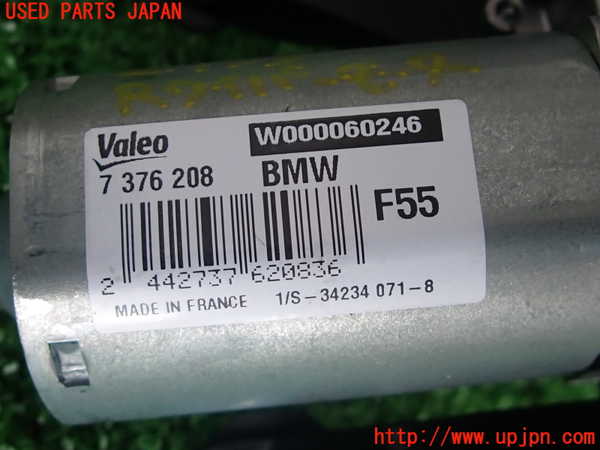 USED PARTS JAPAN
Valeo
W000060246
7 376 208
BMW
F55
2 442737 620836
MADE IN FRANCE
1/S-34234 071-8
http://www.upjpn.com